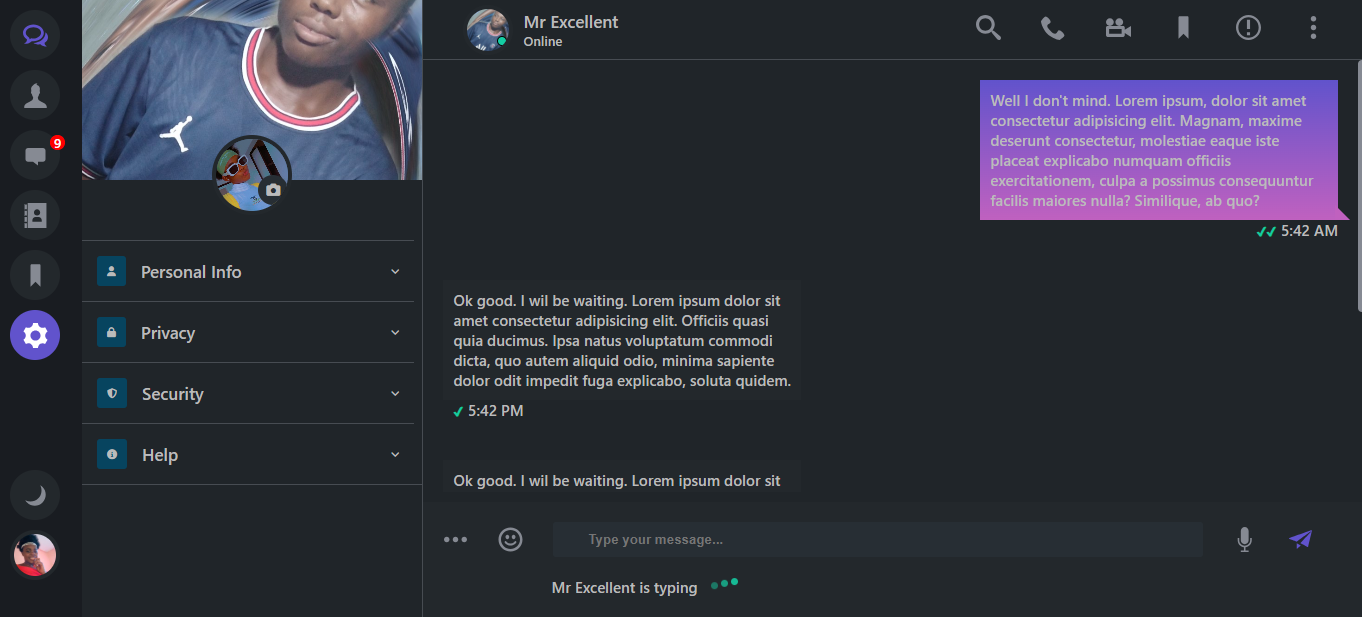 9
Personal Info
Privacy
Security
Help
Mr Excellent
Online
Well I don't mind. Lorem ipsum, dolor sit amet
consectetur adipisicing elit. Magnam, maxime
deserunt consectetur, molestiae eaque iste
placeat explicabo numquam officiis
exercitationem, culpa a possimus consequuntur
facilis maiores nulla? Similique, ab quo?
5:42 AM
Ok good. I wil be waiting. Lorem ipsum dolor sit
amet consectetur adipisicing elit. Officiis quasi
quia ducimus. Ipsa natus voluptatum commodi
dicta, quo autem aliquid odio, minima sapiente
dolor odit impedit fuga explicabo, soluta quidem.
5:42 PM
Ok good. I wil be waiting. Lorem ipsum dolor sit
Type your message...
Mr Excellent is typing